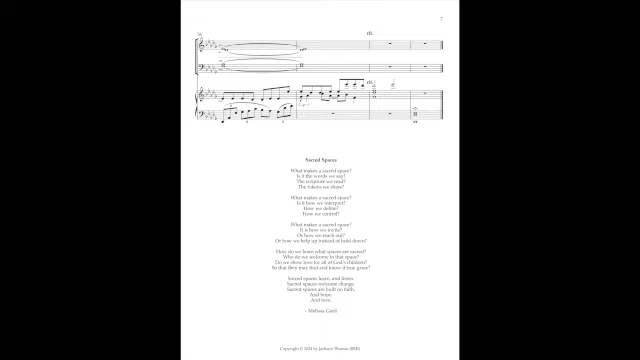 7
rit.
rit.
Sacred Spaces
What makes a sacred space?
Is it the words we say?
The scripture we read?
The tokens we share?
What makes a sacred space?
Is it how we interpret?
How we define?
How we control?
What makes a sacred space?
It is how we invite?
Or how we reach out?
Or how we help up instead of hold down?
How do we learn what spaces are sacred?
Who do we welcome in that space?
Do we show love for all of God's children?
So that they may find and know it true grace?
Sacred spaces learn, and listen.
Sacred spaces welcome change.
Sacred spaces are built on faith,
And hope
And love.
- Melissa Gard
Copyright © 2024 by Jackson Thomas (BMI)